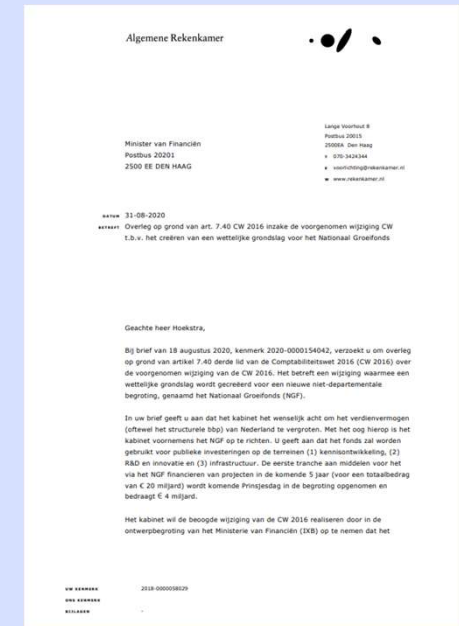 Algemene Rekenkamer
Lange Voorhout 8
Postbus 20015
2500EA Den Haag
T 070-3424344
E voorlichting@rekenkamer.nl
W www.rekenkamer.nl
Minister van Financiën
Postbus 20201
2500 EE DEN HAAG
DATUM 31-08-2020
BETREFT Overleg op grond van art. 7.40 CW 2016 inzake de voorgenomen wijziging CW
t.b.v. het creëren van een wettelijke grondslag voor het Nationaal Groeifonds
Geachte heer Hoekstra,
Bij brief van 18 augustus 2020, kenmerk 2020-0000154042, verzoekt u om overleg
op grond van artikel 7.40 derde lid van de Comptabiliteitswet 2016 (CW 2016) over
de voorgenomen wijziging van de CW 2016. Het betreft een wijziging waarmee een
wettelijke grondslag wordt gecreëerd voor een nieuwe niet-departementale
begroting, genaamd het Nationaal Groeifonds (NGF).
In uw brief geeft u aan dat het kabinet het wenselijk acht om het verdienvermogen
(oftewel het structurele bbp) van Nederland te vergroten. Met het oog hierop is het
kabinet voornemens het NGF op te richten. U geeft aan dat het fonds zal worden
gebruikt voor publieke investeringen op de terreinen (1) kennisontwikkeling, (2)
R&D en innovatie en (3) infrastructuur. De eerste tranche aan middelen voor het
via het NGF financieren van projecten in de komende 5 jaar (voor een totaalbedrag
van € 20 miljard) wordt komende Prinsjesdag in de begroting opgenomen en
bedraagt € 4 miljard.
Het kabinet wil de beoogde wijziging van de CW 2016 realiseren door in de
ontwerpbegroting van het Ministerie van Financiën (IXB) op te nemen dat het
UW KENMERK 2018-0000058029
ONS KENMERK
BIJLAGEN -